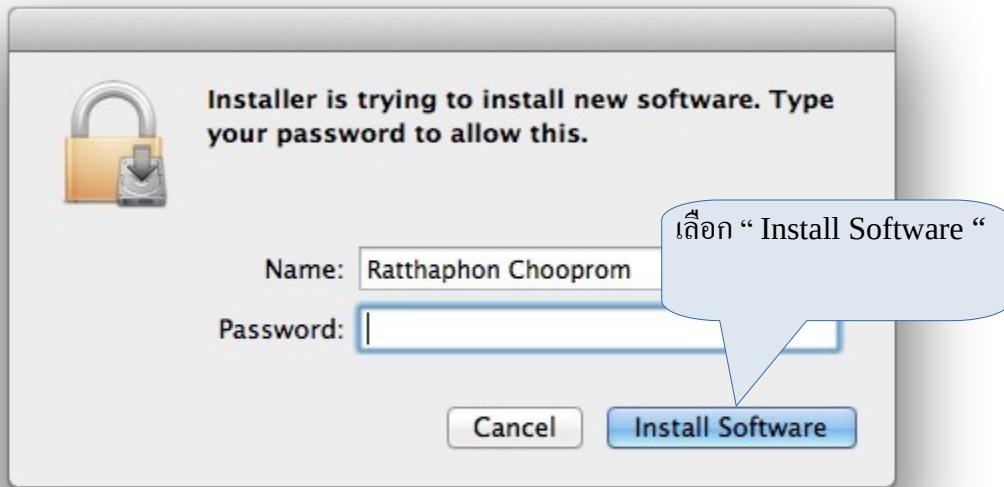 Installer is trying to install new software. Type
your password to allow this.
เลือก “ Install Software “
Name: Ratthaphon Chooprom
Password:
Cancel Install Software